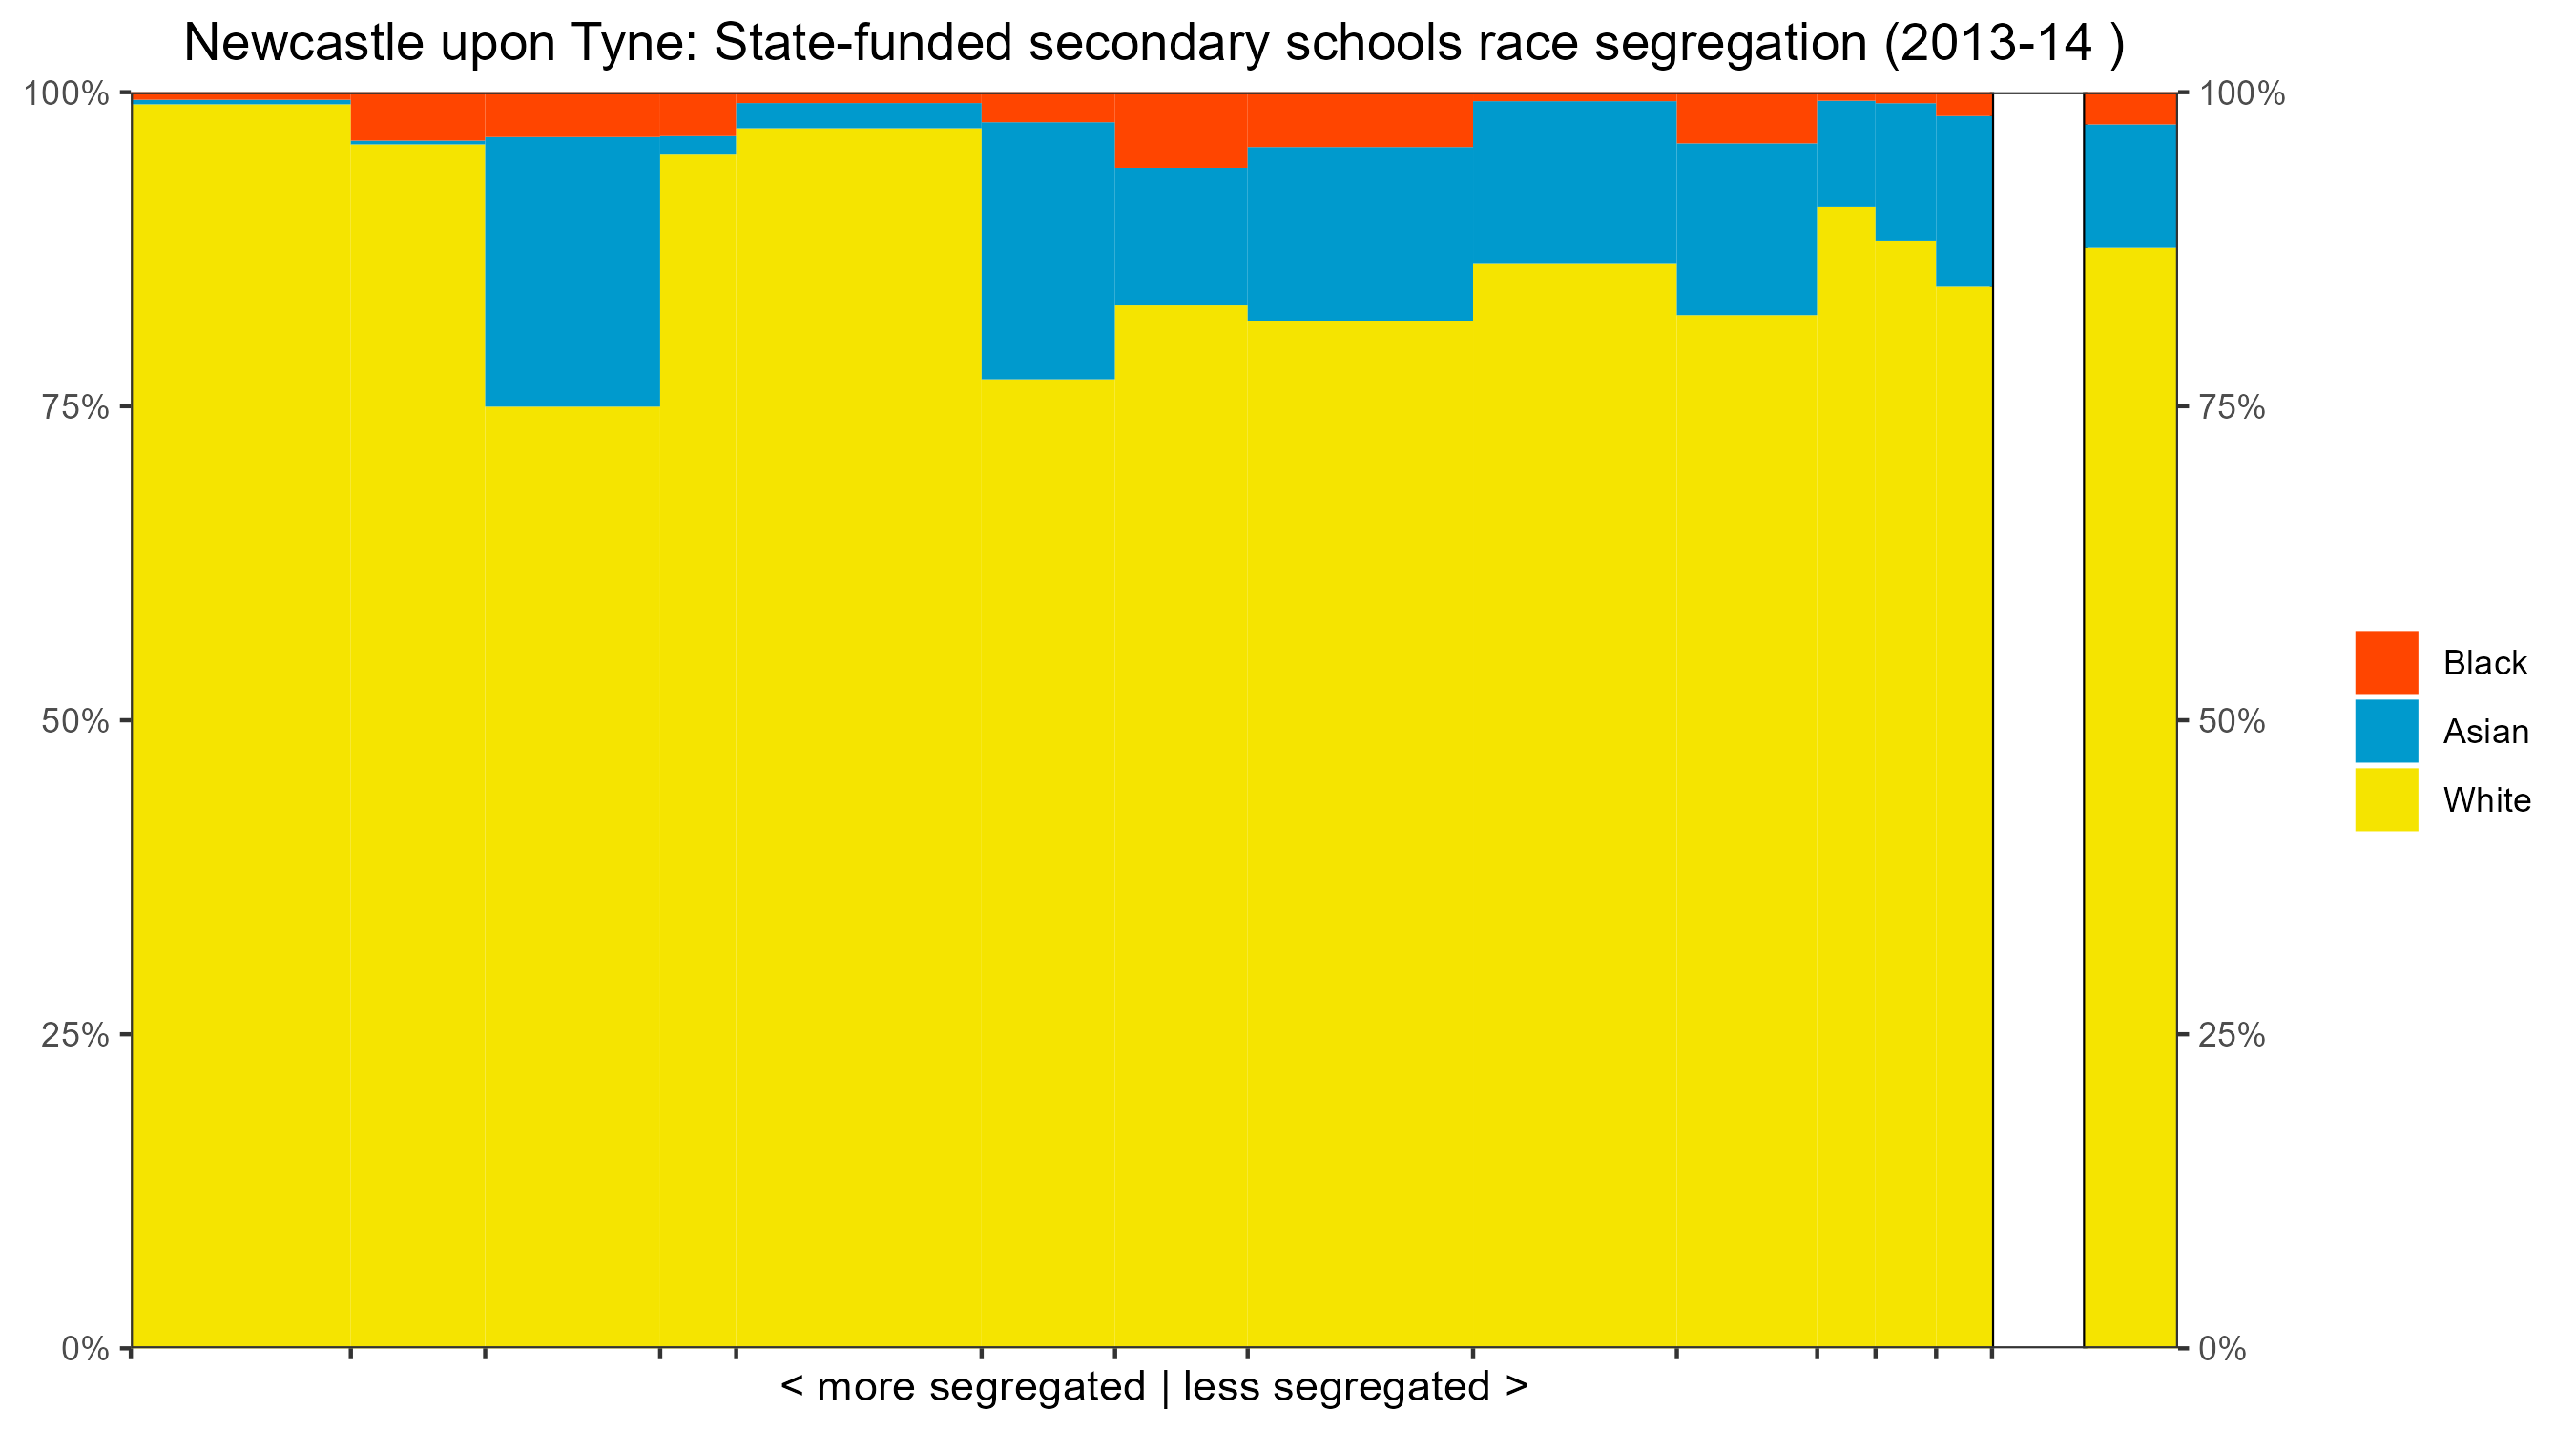 Newcastle upon Tyne: State-funded secondary schools race segregation (2013-14 )
100%
75%
50%
25%
0%
100%
75%
50%
25%
0%
Black
Asian
White
< more segregated | less segregated >